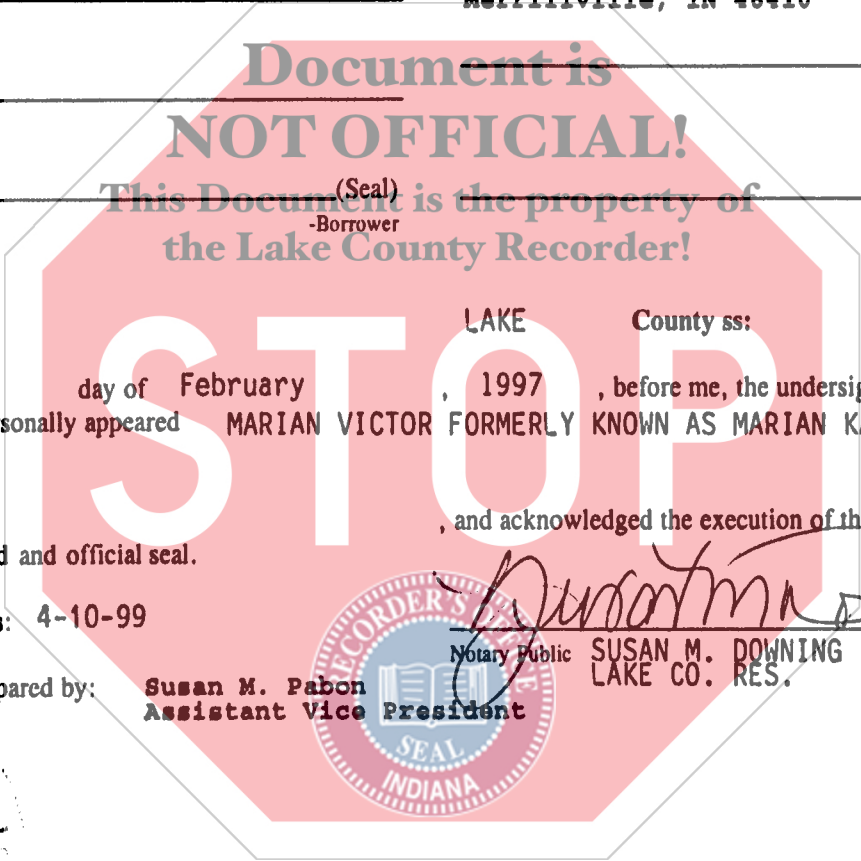 Merrillville, IN 46410
Document is
NOT OFFICIAL!
(Seal)
This Document is the property of
-Borrower
the Lake County Recorder!
LAKE County ss:
STOP
day of February , 1997 , before me, the undersig
sonally appeared MARIAN VICTOR FORMERLY KNOWN AS MARIAN
, and acknowledged the execution of th
d and official seal.
s: 4-10-99
Notary Public SUSAN M. DOWNING
LAKE CO. RES.
pared by: Susan M. Pabon
Assistant Vice President
RECORDER'S OFFICE
SEAL
INDIANA